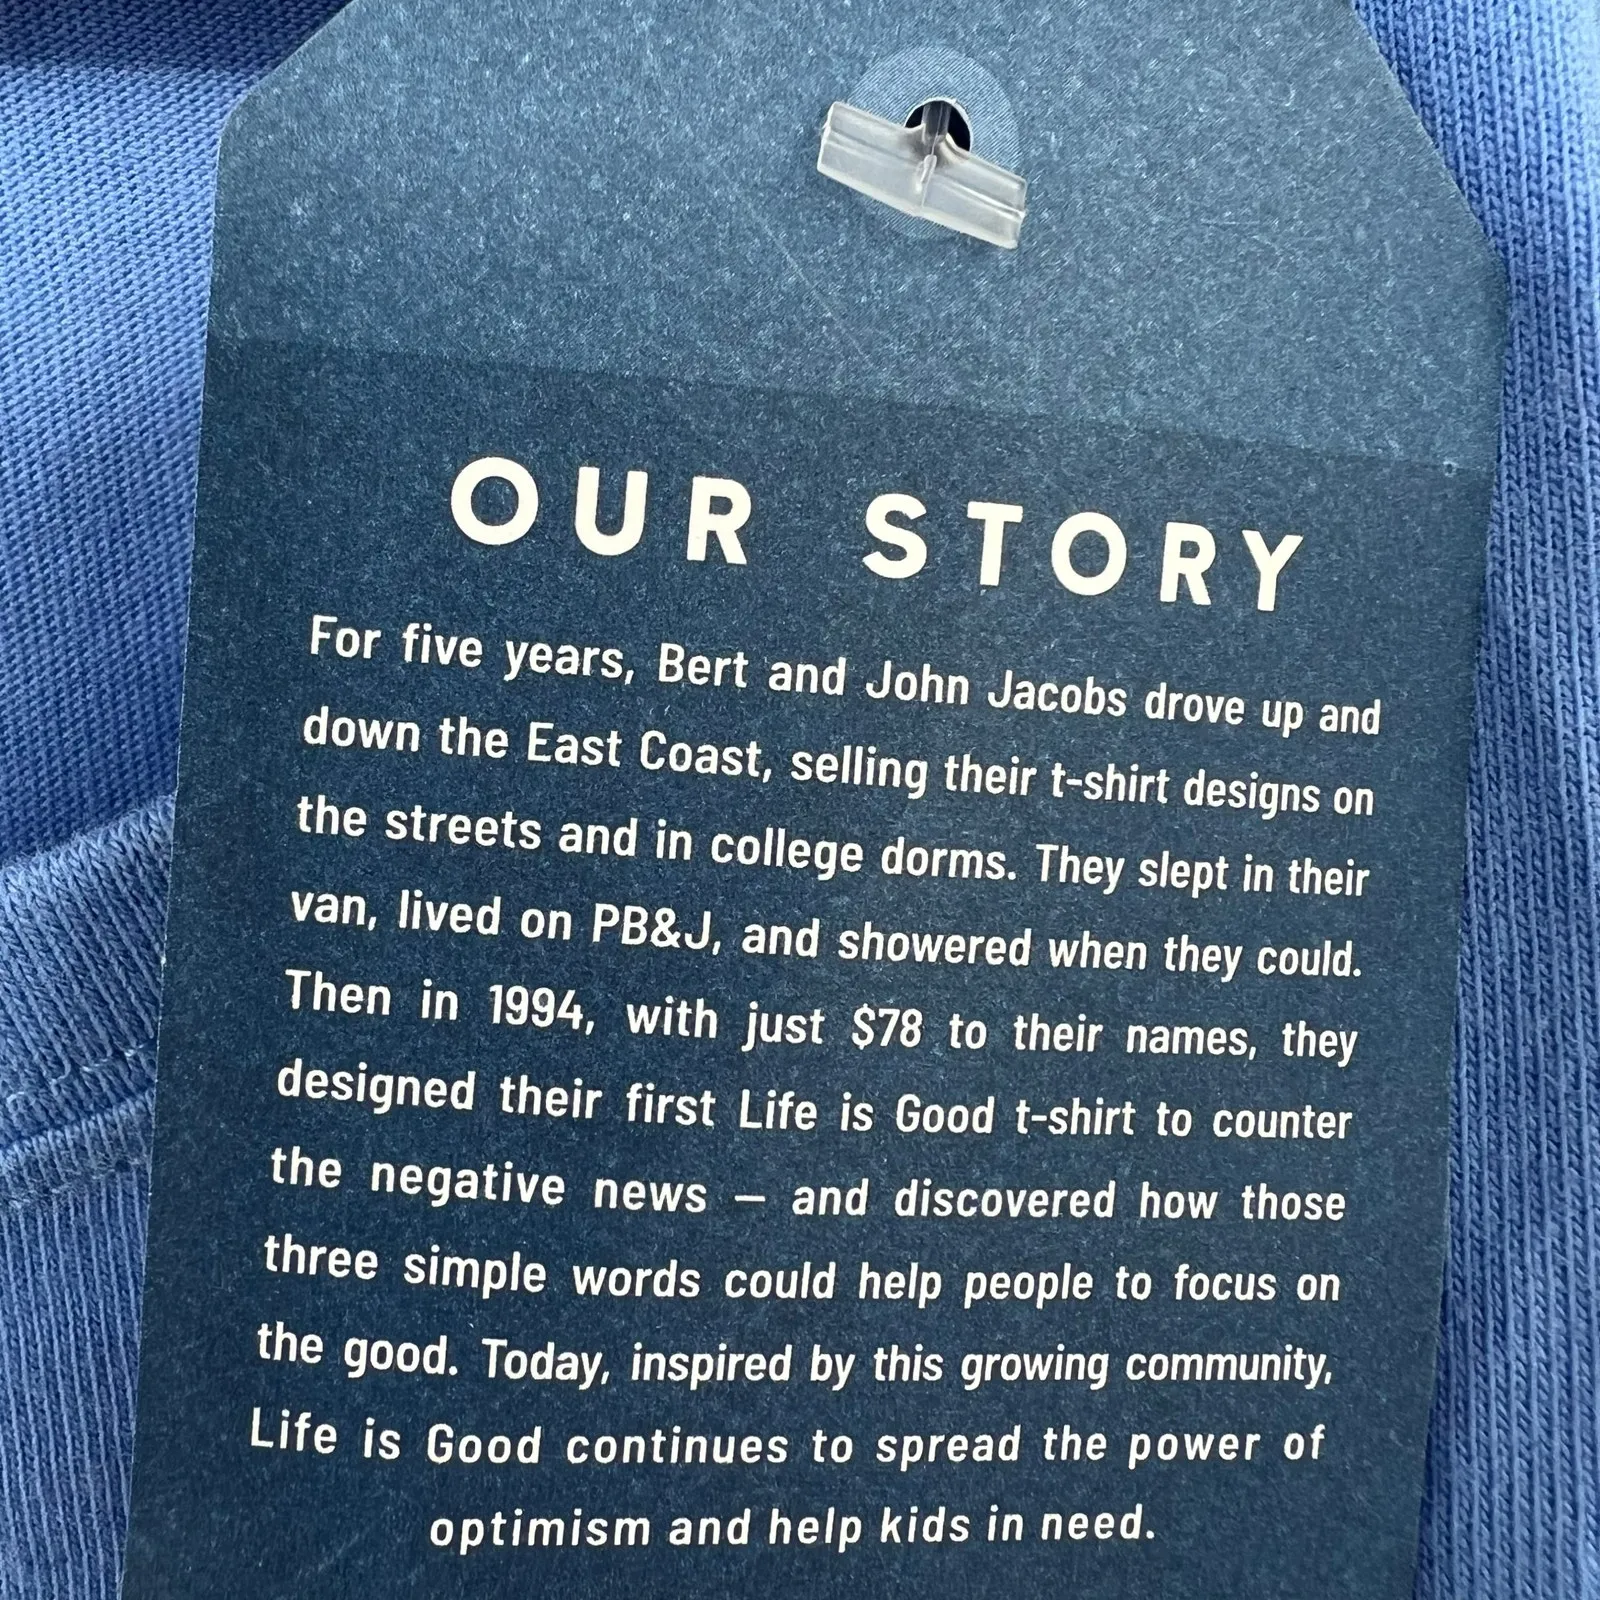 OUR STORY
For five years, Bert and John Jacobs drove up and
down the East Coast, selling their t-shirt designs on
the streets and in college dorms. They slept in their
van, lived on PB&J, and showered when they could.
Then in 1994, with just $78 to their names, they
designed their first Life is Good t-shirt to counter
the negative news – and discovered how those
three simple words could help people to focus on
the good. Today, inspired by this growing community,
Life is Good continues to spread the power of
optimism and help kids in need.